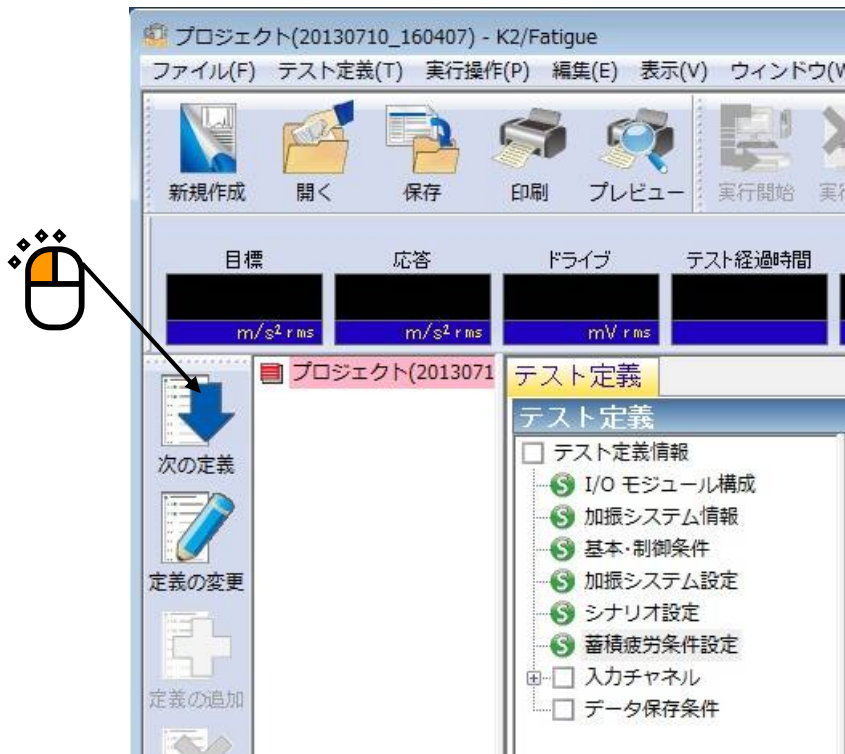 プロジェクト(20130710_160407) - K2/Fatigue
ファイル(F) テスト定義(T) 実行操作(P) 編集(E) 表示(V) ウィンドウ(W
新規作成 開く 保存 印刷 プレビュー 実行開始 実行
目標 応答 ドライブ テスト経過時間
m/s² rms m/s² rms mV rms
プロジェクト(2013071
テスト定義
テスト定義
次の定義
定義の変更
定義の追加
テスト定義情報
S I/O モジュール構成
S 加振システム情報
S 基本・制御条件
S 加振システム設定
S シナリオ設定
S 蓄積疲労条件設定
入力チャネル
データ保存条件